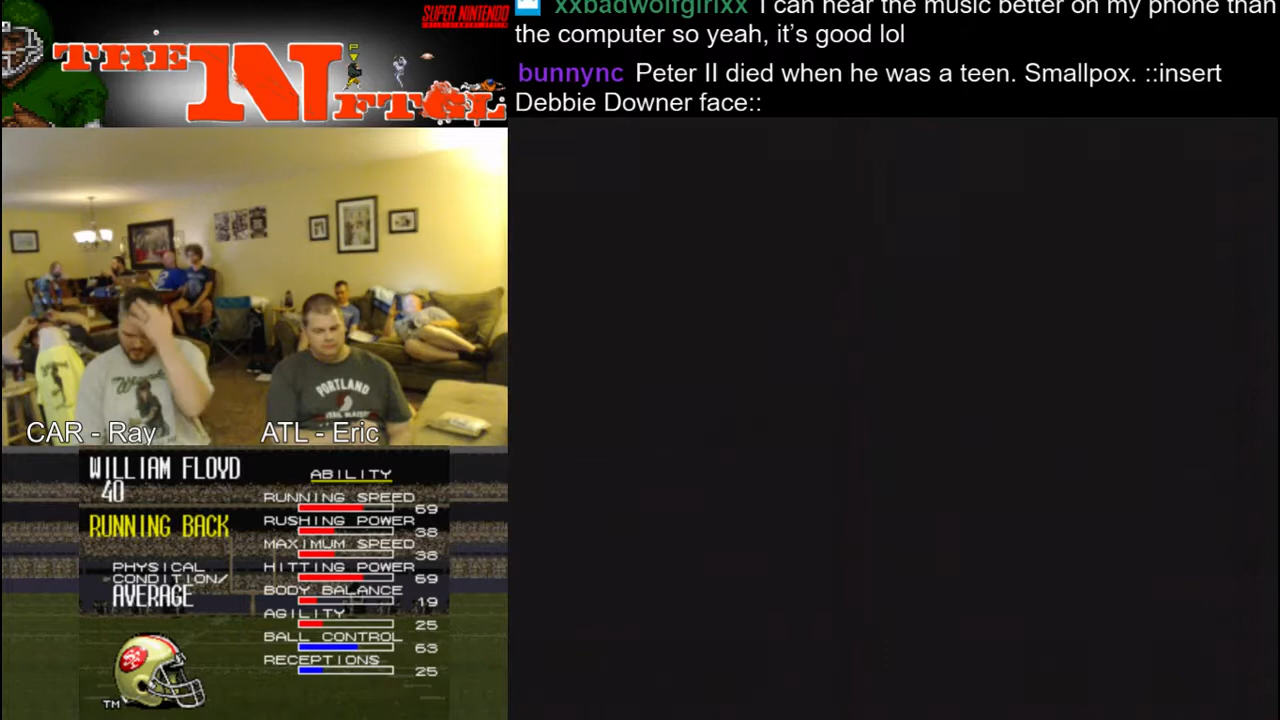 SUPER NINTENDO
THE N
FTSL
P
xxbadwolfgirlxx I can hear the music better on my phone than
the computer so yeah, it's good lol
bunnync Peter II died when he was a teen. Smallpox. ::insert
Debbie Downer face::
PORTLAND
CAR - Ray
ATL - Eric
WILLIAM FLOYD
40
RUNNING BACK
PHYSICAL
CONDITION/
AVERAGE
TM
ABILITY
RUNNING SPEED
69
RUSHING POWER
38
MAXIMUM SPEED
38
HITTING POWER
69
BODY BALANCE
19
AGILITY
25
BALL CONTROL
63
RECEPTIONS
25